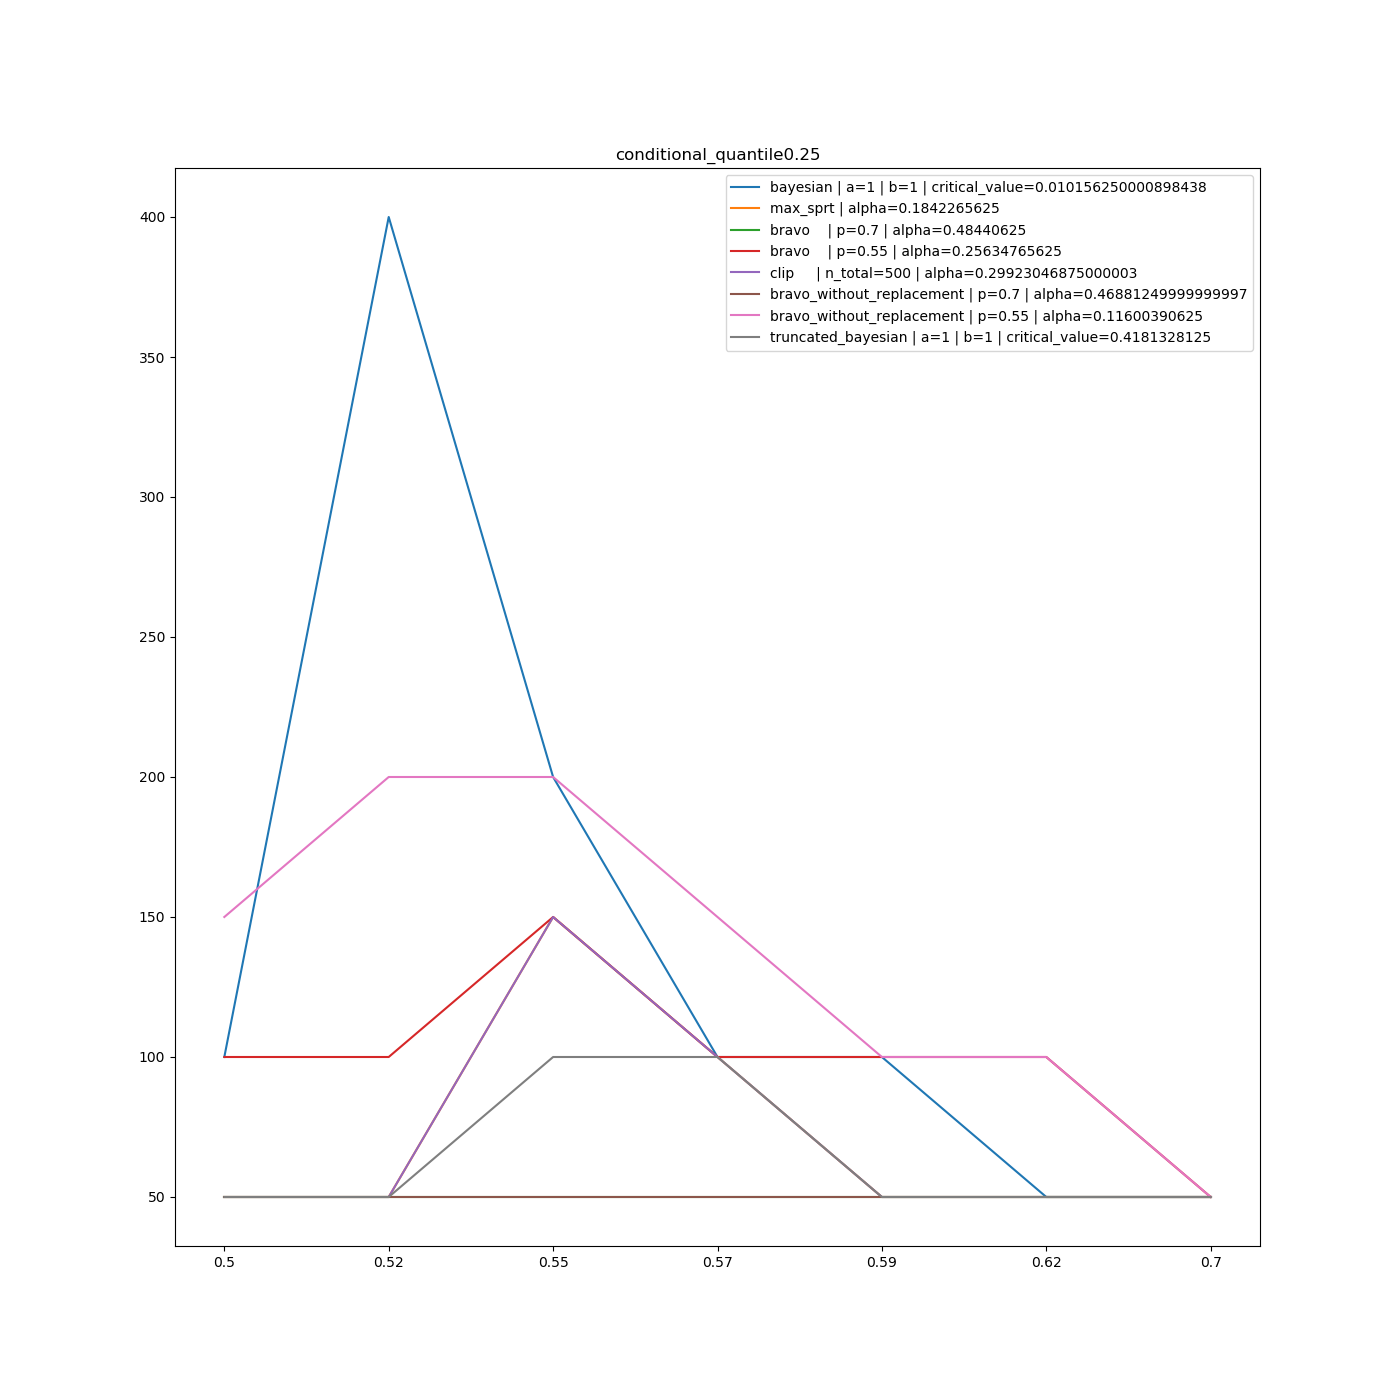 conditional_quantile0.25
bayesian | a=1 | b=1 | critical_value=0.010156250000898438
max_sprt | alpha=0.1842265625
bravo    | p=0.7 | alpha=0.48440625
bravo    | p=0.55 | alpha=0.25634765625
clip     | n_total=500 | alpha=0.29923046875000003
bravo_without_replacement | p=0.7 | alpha=0.46881249999999997
bravo_without_replacement | p=0.55 | alpha=0.11600390625
truncated_bayesian | a=1 | b=1 | critical_value=0.4181328125
400
350
300
250
200
150
100
50
0.5 0.52 0.55 0.57 0.59 0.62 0.7